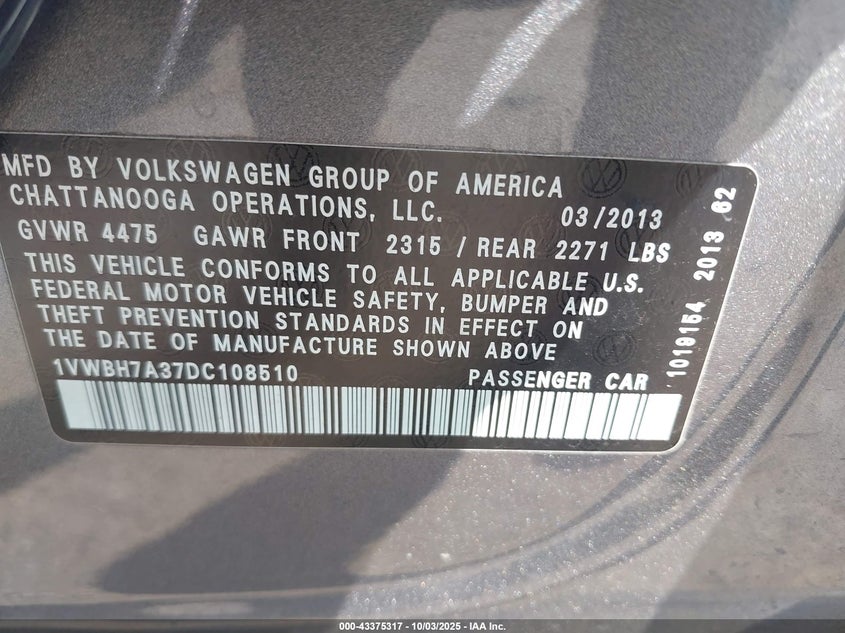 MFD BY VOLKSWAGEN GROUP OF AMERICA
CHATTANOOGA OPERATIONS, LLC. 03/2013
GVWR 4475 GAWR FRONT 2315 / REAR 2271 LBS
THIS VEHICLE CONFORMS TO ALL APPLICABLE U.S.
FEDERAL MOTOR VEHICLE SAFETY, BUMPER AND
THEFT PREVENTION STANDARDS IN EFFECT ON
THE DATE OF MANUFACTURE SHOWN ABOVE
1VWBH7A37DC108510 PASSENGER CAR
1019154 2013 62
000-43375317 | 10/03/2025 - IAA Inc.